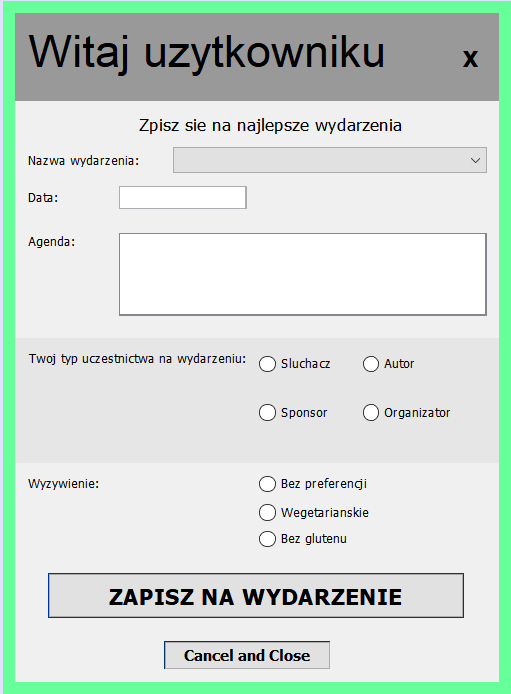 Witaj uzytkowniku
x
Zpisz sie na najlepsze wydarzenia
Nazwa wydarzenia:
Data:
Agenda:
Twoj typ uczestnictwa na wydarzeniu:
Sluchacz
Autor
Sponsor
Organizator
Wyzywienie:
Bez preferencji
Wegetarianskie
Bez glutenu
ZAPISZ NA WYDARZENIE
Cancel and Close